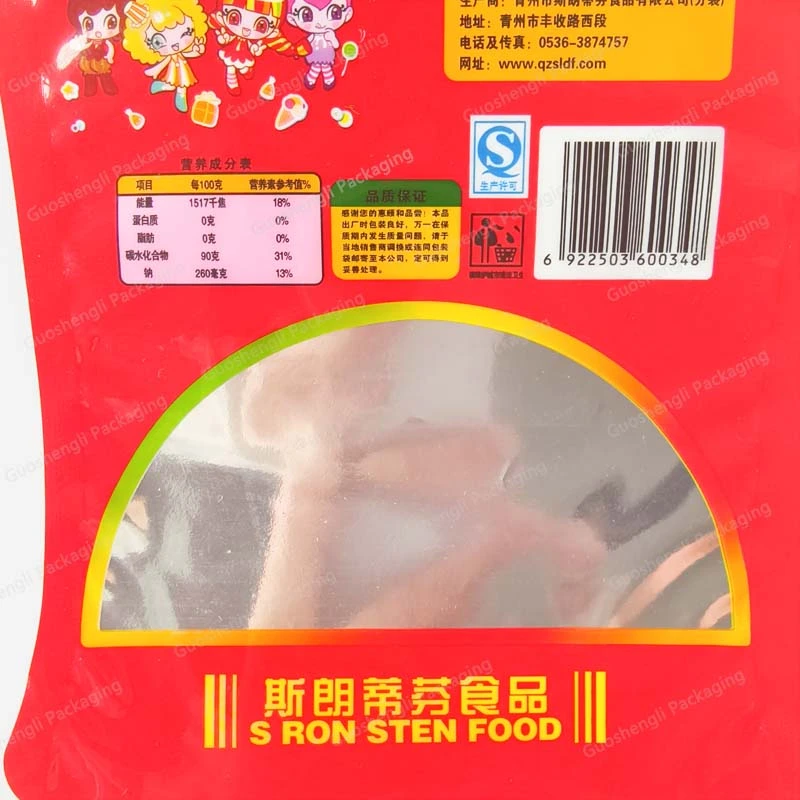 生产商：青州市斯朗蒂芬食品有限公司(分装)
地址：青州市丰收路西段
电话及传真：0536-3874757
网址：www.qzsldf.com
生产许可
营养成分表
项目 每100克 营养素参考值%
能量 1517千焦 18%
蛋白质 0克 0%
脂肪 0克 0%
碳水化合物 90克 31%
钠 260毫克 13%
品质保证
感谢您的惠顾和品尝！本品
出厂时包装良好，万一在保
质期内发生质量问题，请于
当地销售商调换或连同包装
袋邮寄至本公司，定可得到
妥善处理。
6 922503 600348
斯朗蒂芬食品
S RON STEN FOOD
Guoshengli Packaging